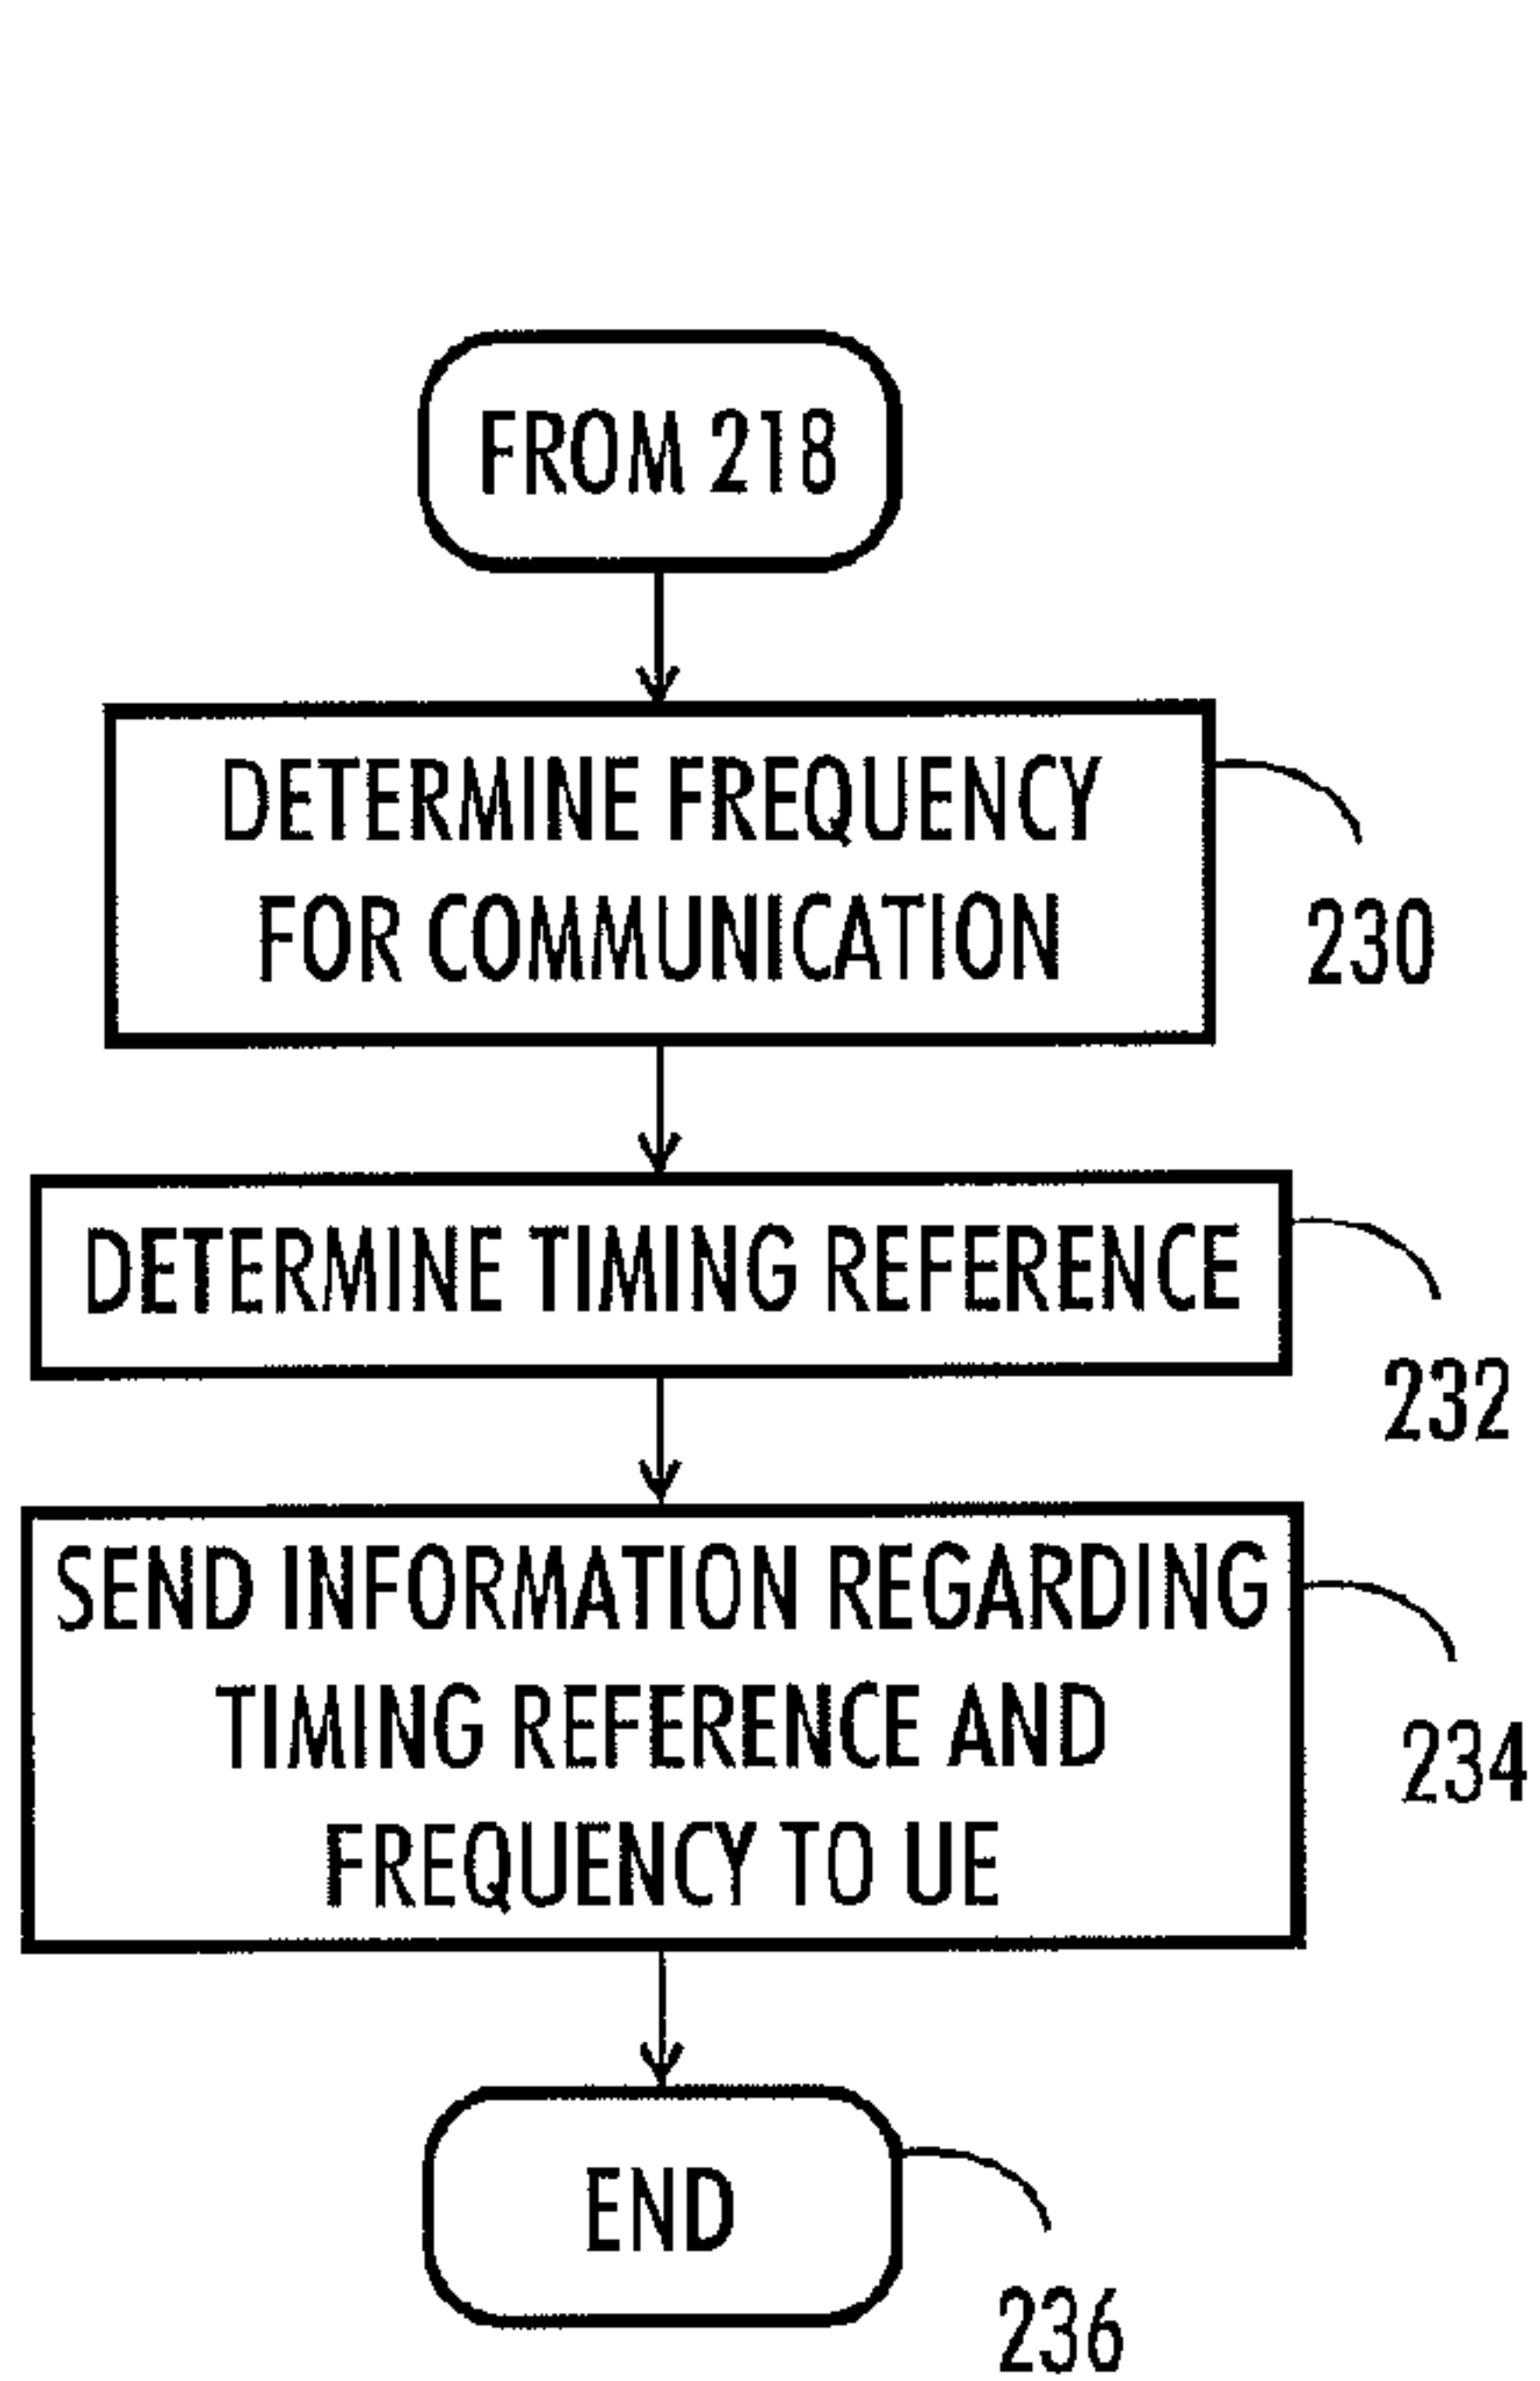 FROM 218
DETERMINE FREQUENCY
FOR COMMUNICATION
230
DETERMINE TIMING REFERENCE
232
SEND INFORMATION REGARDING
TIMING REFERENCE AND
FREQUENCY TO UE
234
END
236